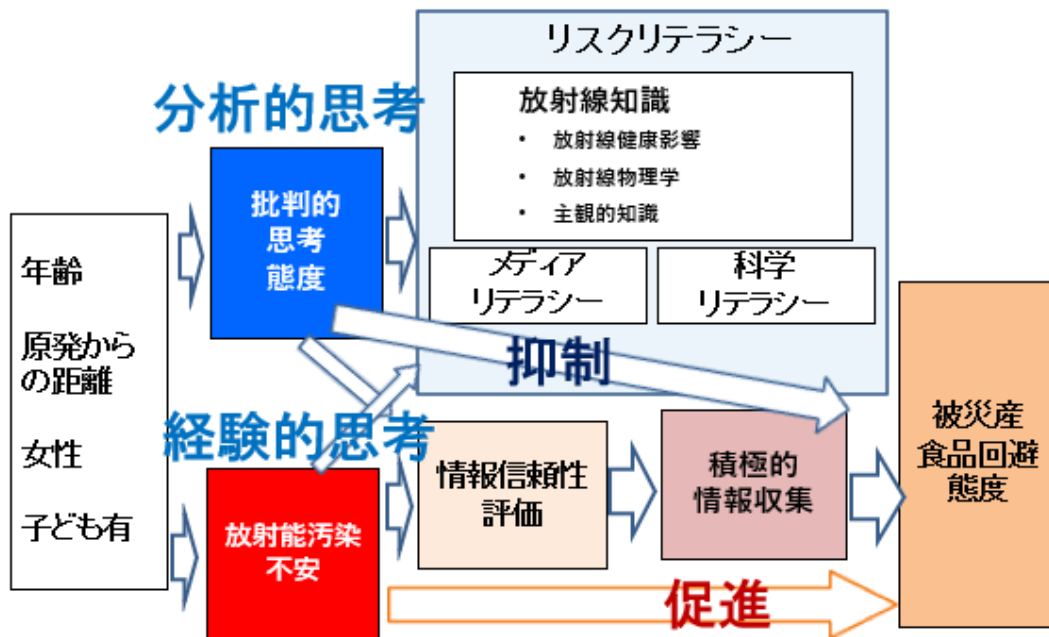 リスクリテラシー
放射線知識
• 放射線健康影響
• 放射線物理学
• 主観的知識
メディア
リテラシー
科学
リテラシー
分析的思考
批判的
思考
態度
年齢
原発から
の距離
女性
子ども有
抑制
経験的思考
放射能汚染
不安
情報信頼性
評価
積極的
情報収集
被災産
食品回避
態度
促進